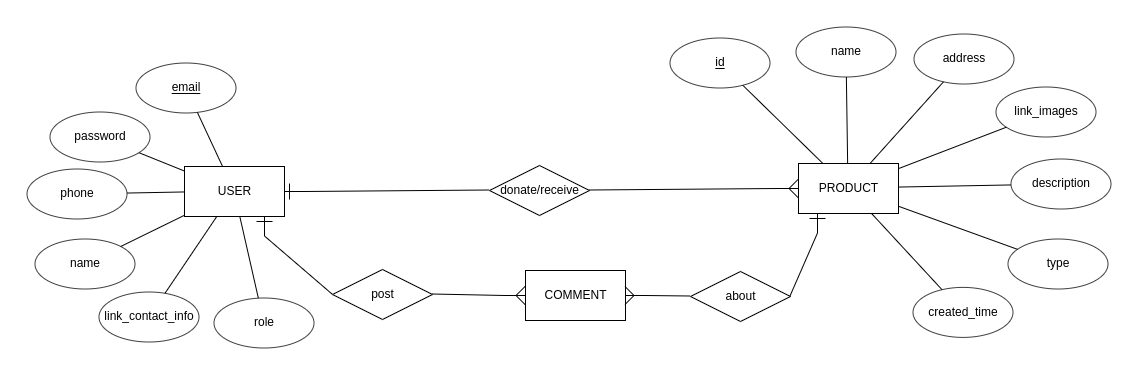 id
name
address
email
link_images
password
phone
USER
donate/receive
PRODUCT
description
name
type
post
COMMENT
about
link_contact_info
role
created_time